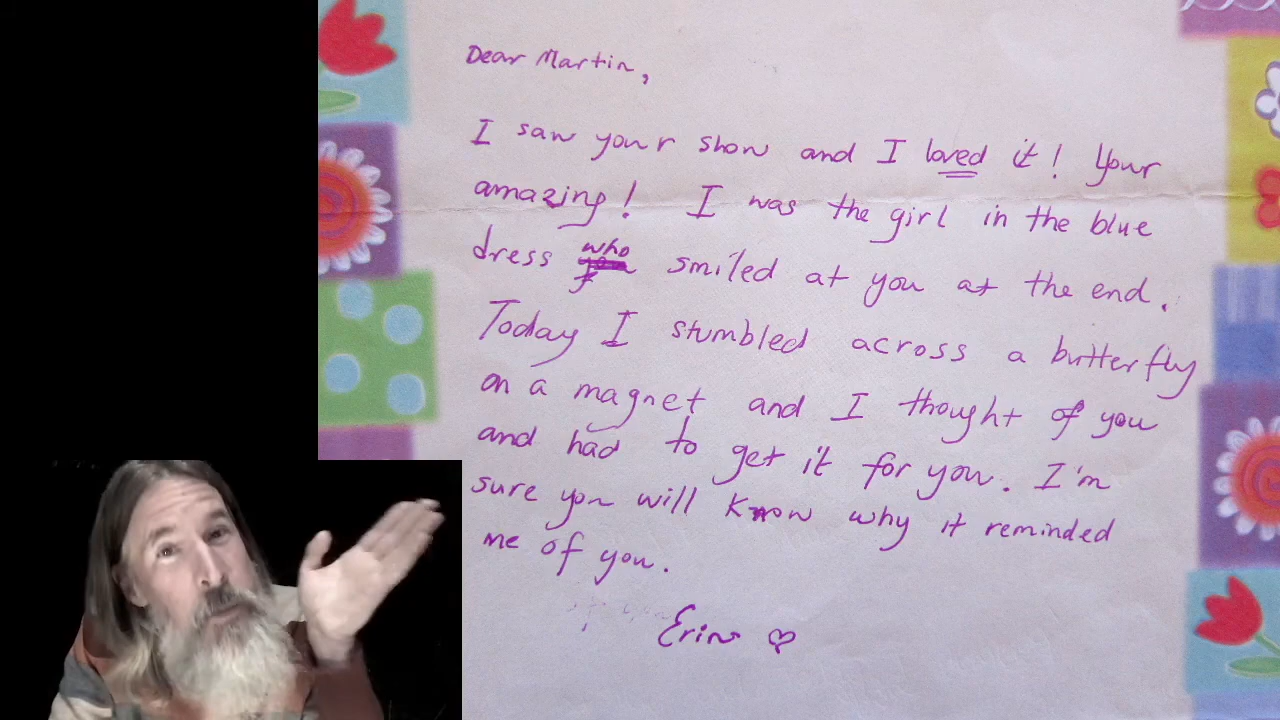 Dear Martin,
I saw your show and I loved it! Your
amazing! I was the girl in the blue
dress who smiled at you at the end.
Today I stumbled across a butterfly
on a magnet and I thought of you
and had to get it for you. I'm
sure you will know why it reminded
me of you.
Erin ♡